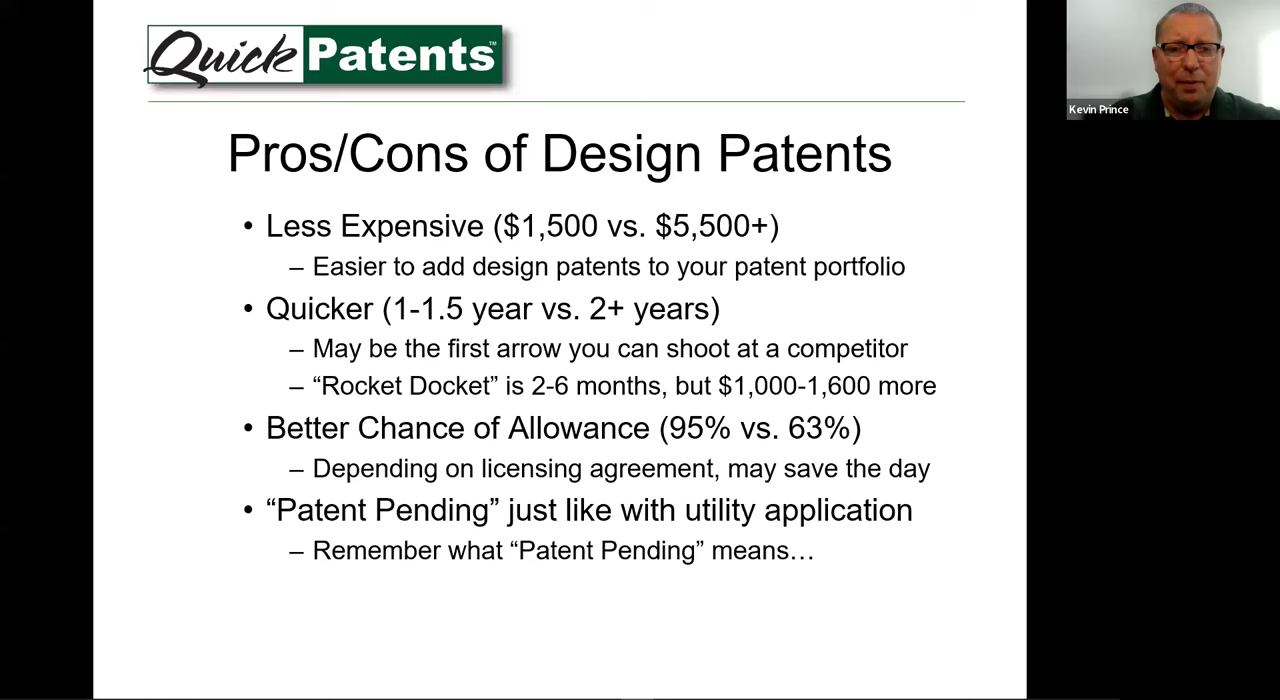 Quick Patents™
Kevin Prince
Pros/Cons of Design Patents
• Less Expensive ($1,500 vs. $5,500+)
– Easier to add design patents to your patent portfolio
• Quicker (1-1.5 year vs. 2+ years)
– May be the first arrow you can shoot at a competitor
– “Rocket Docket” is 2-6 months, but $1,000-1,600 more
• Better Chance of Allowance (95% vs. 63%)
– Depending on licensing agreement, may save the day
• “Patent Pending” just like with utility application
– Remember what “Patent Pending” means…